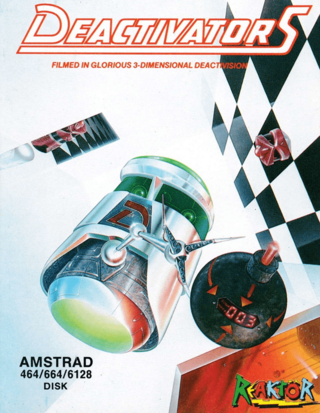 DEACTIVATORS
FILMED IN GLORIOUS 3-DIMENSIONAL DEACTIVISION
D
003
AMSTRAD
464/664/6128
DISK
REAKTOR